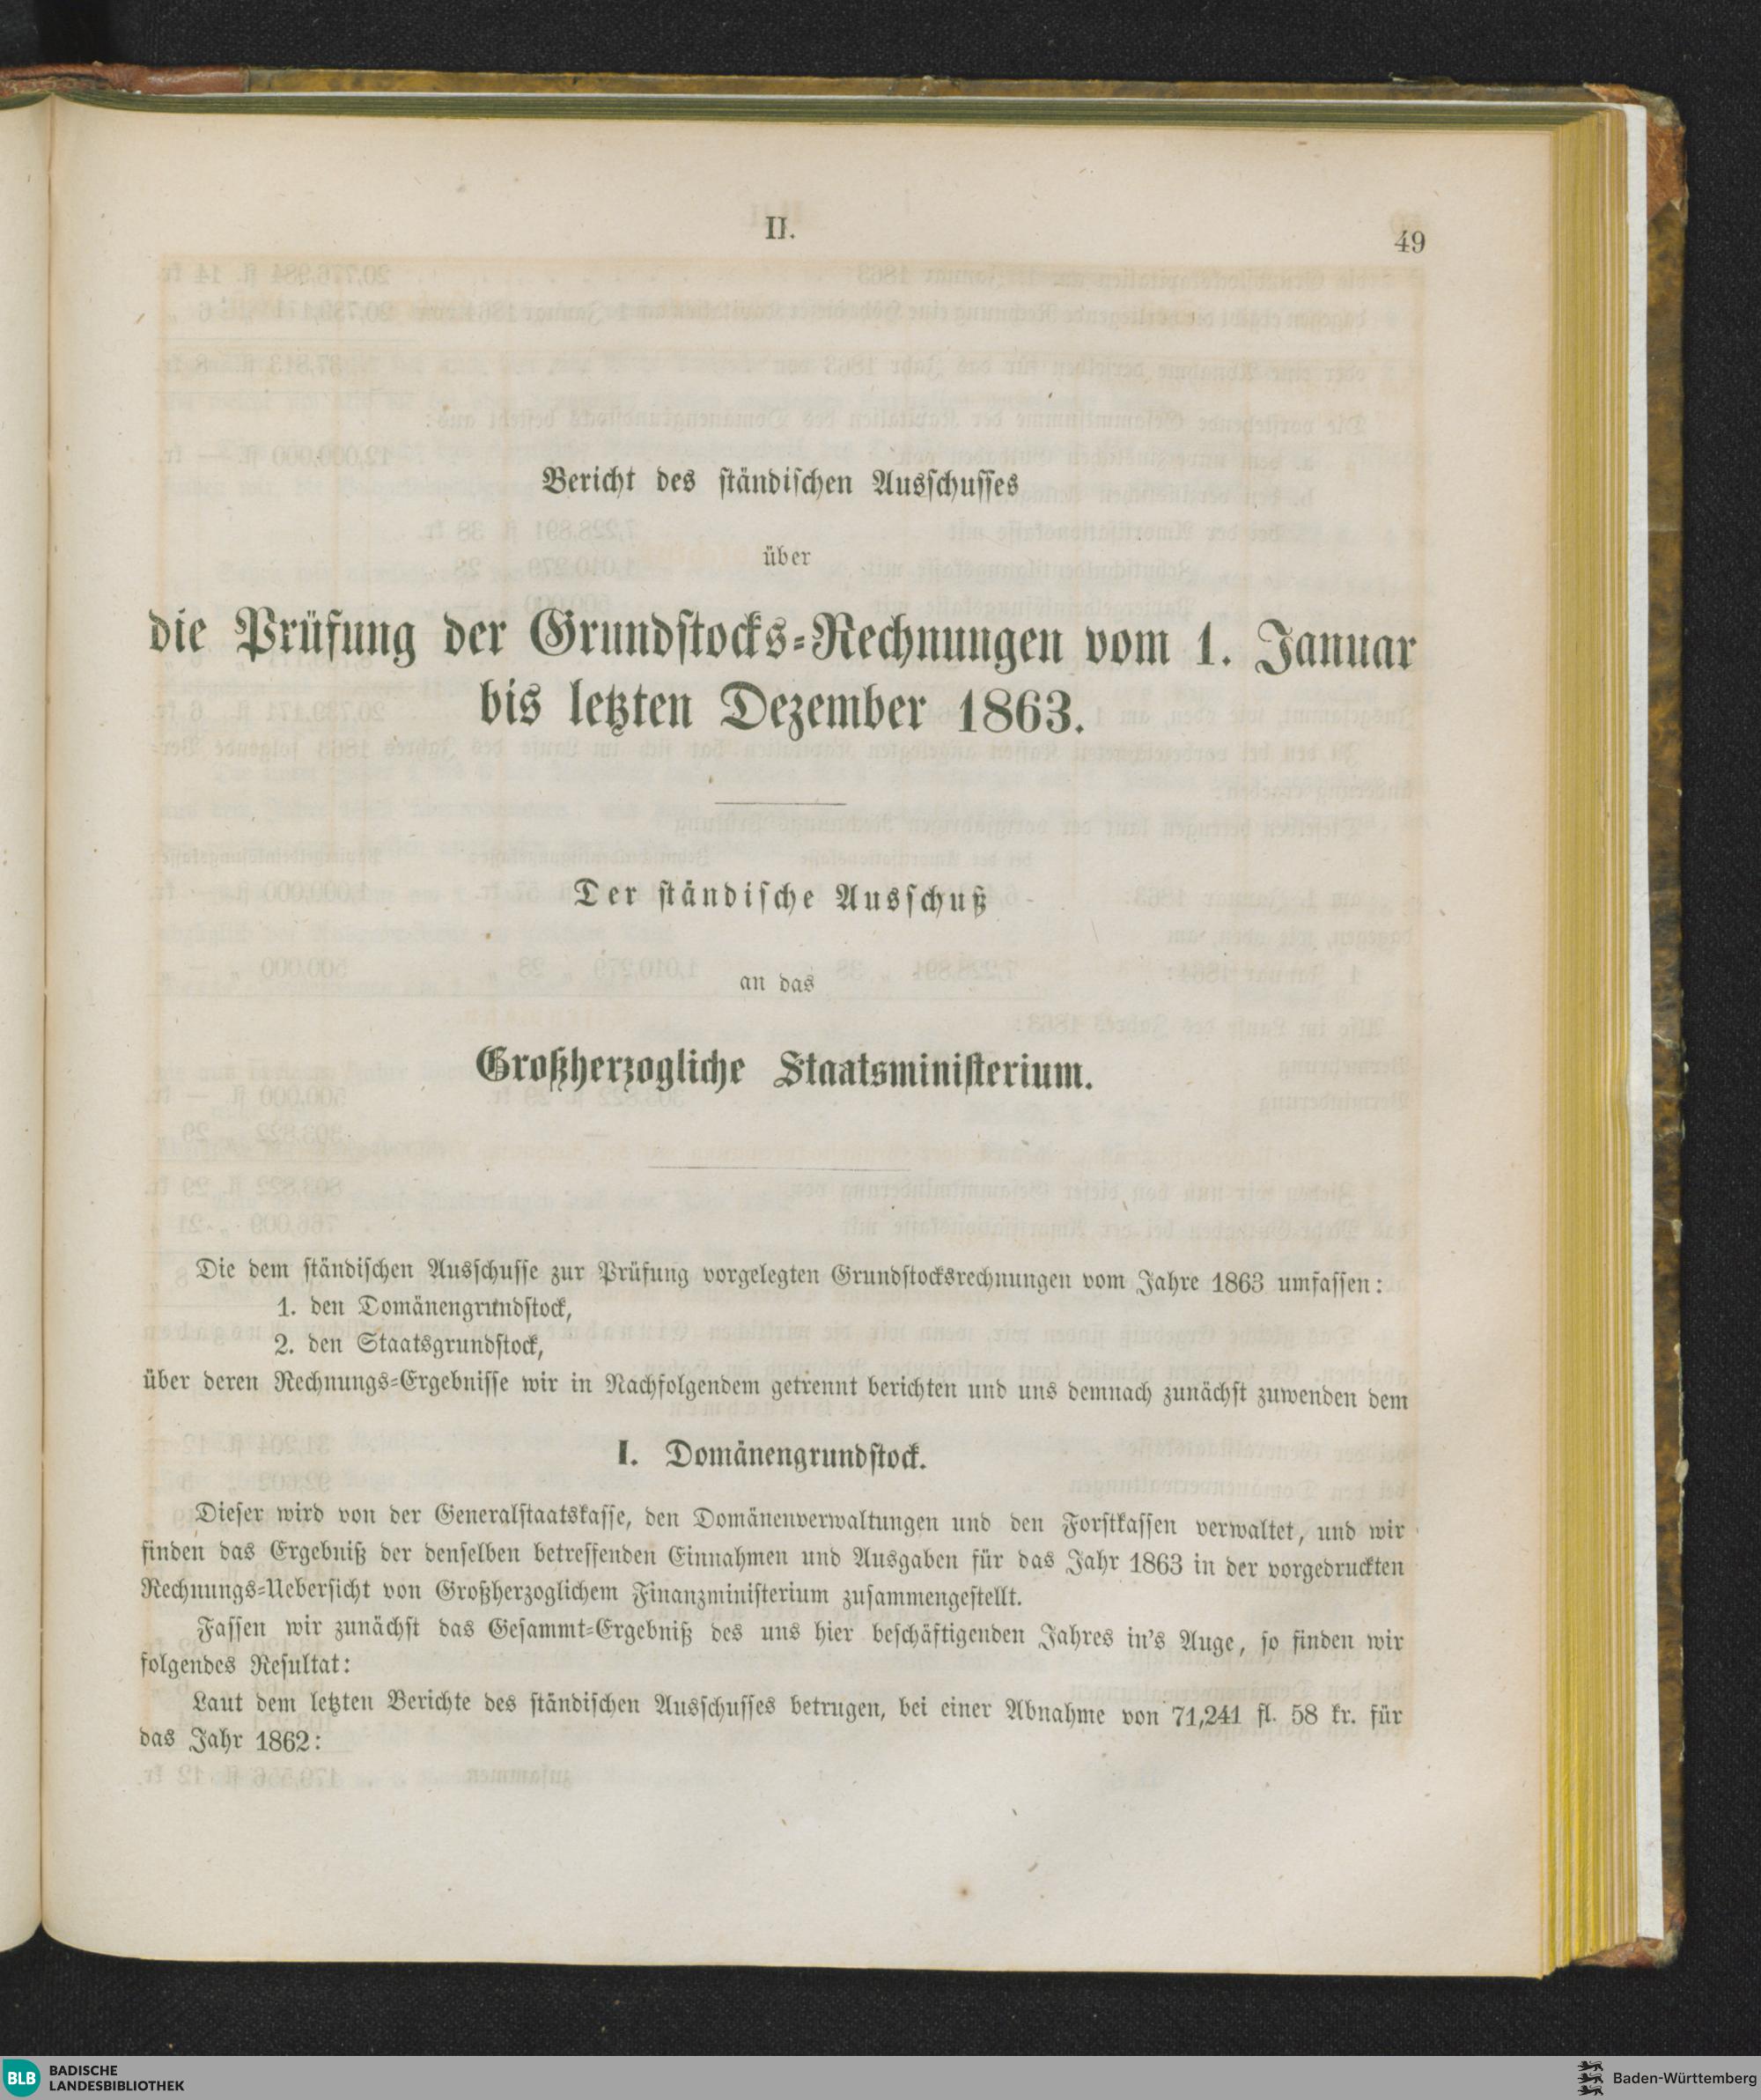 II.
49
Bericht des ständischen Ausschusses
über
die Prüfung der Grundstocks-Rechnungen vom 1. Januar
bis letzten Dezember 1863.
Der ständische Ausschuß
an das
Großherzogliche Staatsministerium.
Die dem ständischen Ausschusse zur Prüfung vorgelegten Grundstocksrechnungen vom Jahre 1863 umfassen:
1. den Domänengrundstock,
2. den Staatsgrundstock,
über deren Rechnungs-Ergebnisse wir in Nachfolgendem getrennt berichten und uns demnach zunächst zuwenden dem
I. Domänengrundstock.
Dieser wird von der Generalstaatskasse, den Domänenverwaltungen und den Forstkassen verwaltet, und wir
finden das Ergebniß der denselben betreffenden Einnahmen und Ausgaben für das Jahr 1863 in der vorgedruckten
Rechnungs-Uebersicht von Großherzoglichem Finanzministerium zusammengestellt.
Fassen wir zunächst das Gesammt-Ergebniß des uns hier beschäftigenden Jahres in's Auge, so finden wir
folgendes Resultat:
Laut dem letzten Berichte des ständischen Ausschusses betrugen, bei einer Abnahme von 71,241 fl. 58 kr. für
das Jahr 1862:
BLB BADISCHE
LANDESBIBLIOTHEK
Baden-Württemberg